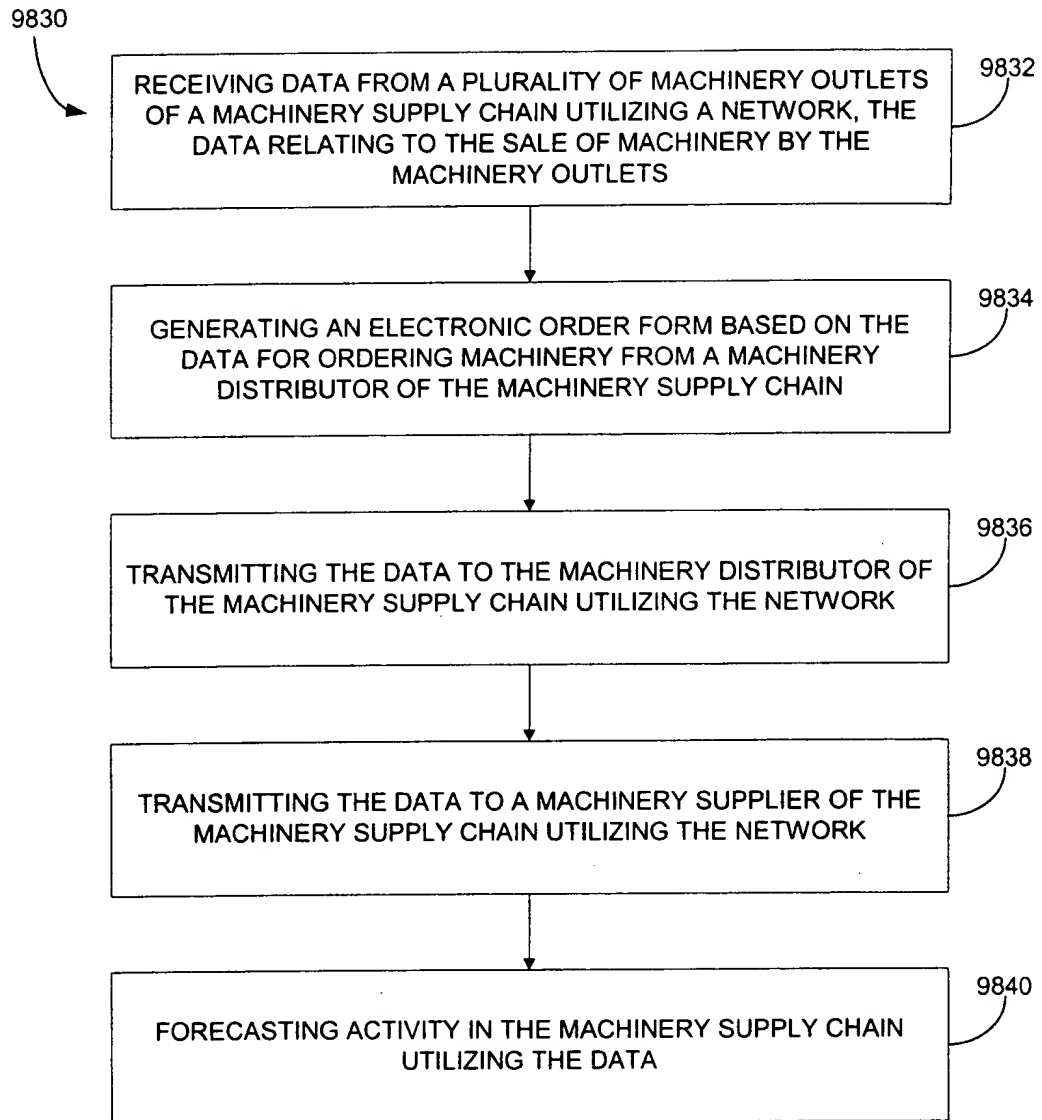 9830
RECEIVING DATA FROM A PLURALITY OF MACHINERY OUTLETS
OF A MACHINERY SUPPLY CHAIN UTILIZING A NETWORK, THE
DATA RELATING TO THE SALE OF MACHINERY BY THE
MACHINERY OUTLETS
9832
GENERATING AN ELECTRONIC ORDER FORM BASED ON THE
DATA FOR ORDERING MACHINERY FROM A MACHINERY
DISTRIBUTOR OF THE MACHINERY SUPPLY CHAIN
9834
TRANSMITTING THE DATA TO THE MACHINERY DISTRIBUTOR OF
THE MACHINERY SUPPLY CHAIN UTILIZING THE NETWORK
9836
TRANSMITTING THE DATA TO A MACHINERY SUPPLIER OF THE
MACHINERY SUPPLY CHAIN UTILIZING THE NETWORK
9838
FORECASTING ACTIVITY IN THE MACHINERY SUPPLY CHAIN
UTILIZING THE DATA
9840